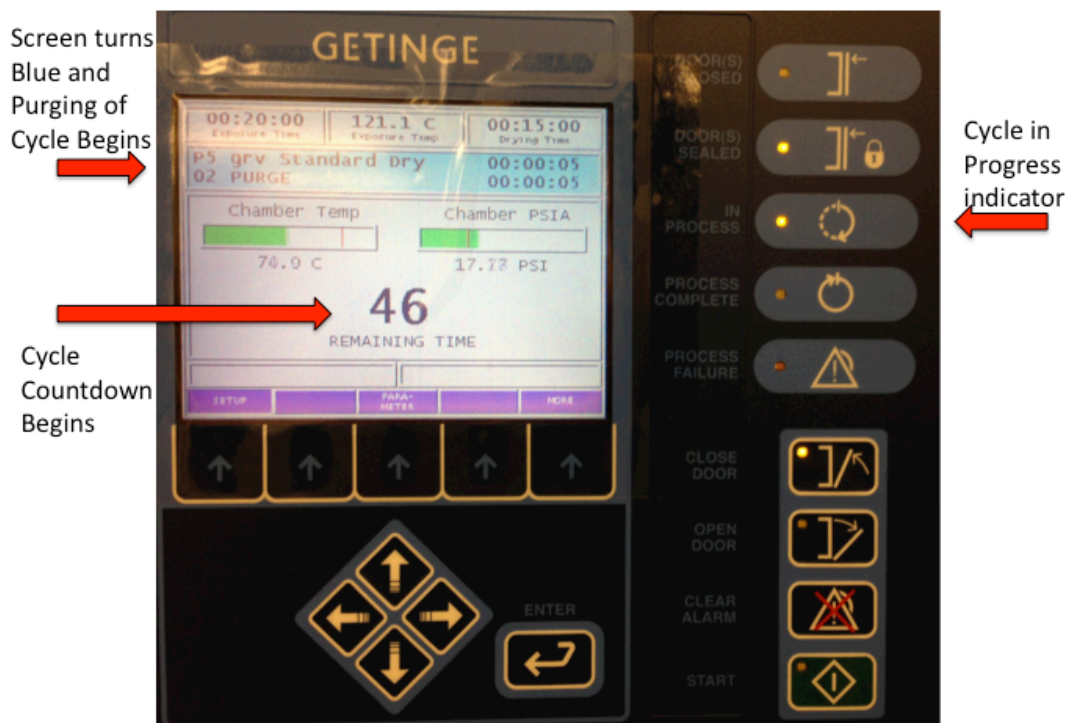 Screen turns
Blue and
Purging of
Cycle Begins
Cycle
Countdown
Begins
GETINGE
00:20:00
Exposure Time
121.1 C
Exposure Temp
00:15:00
Drying Time
P5 grv Standard Dry 00:00:05
02 PURGE 00:00:05
Chamber Temp Chamber PSIA
74.0 C PSI
46
REMAINING TIME
SETUP
PARA-
METER
MORE
ENTER
DOOR(S)
CLOSED
DOOR(S)
SEALED
IN
PROCESS
PROCESS
COMPLETE
PROCESS
FAILURE
CLOSE
DOOR
OPEN
DOOR
CLEAR
ALARM
START
Cycle in
Progress
indicator